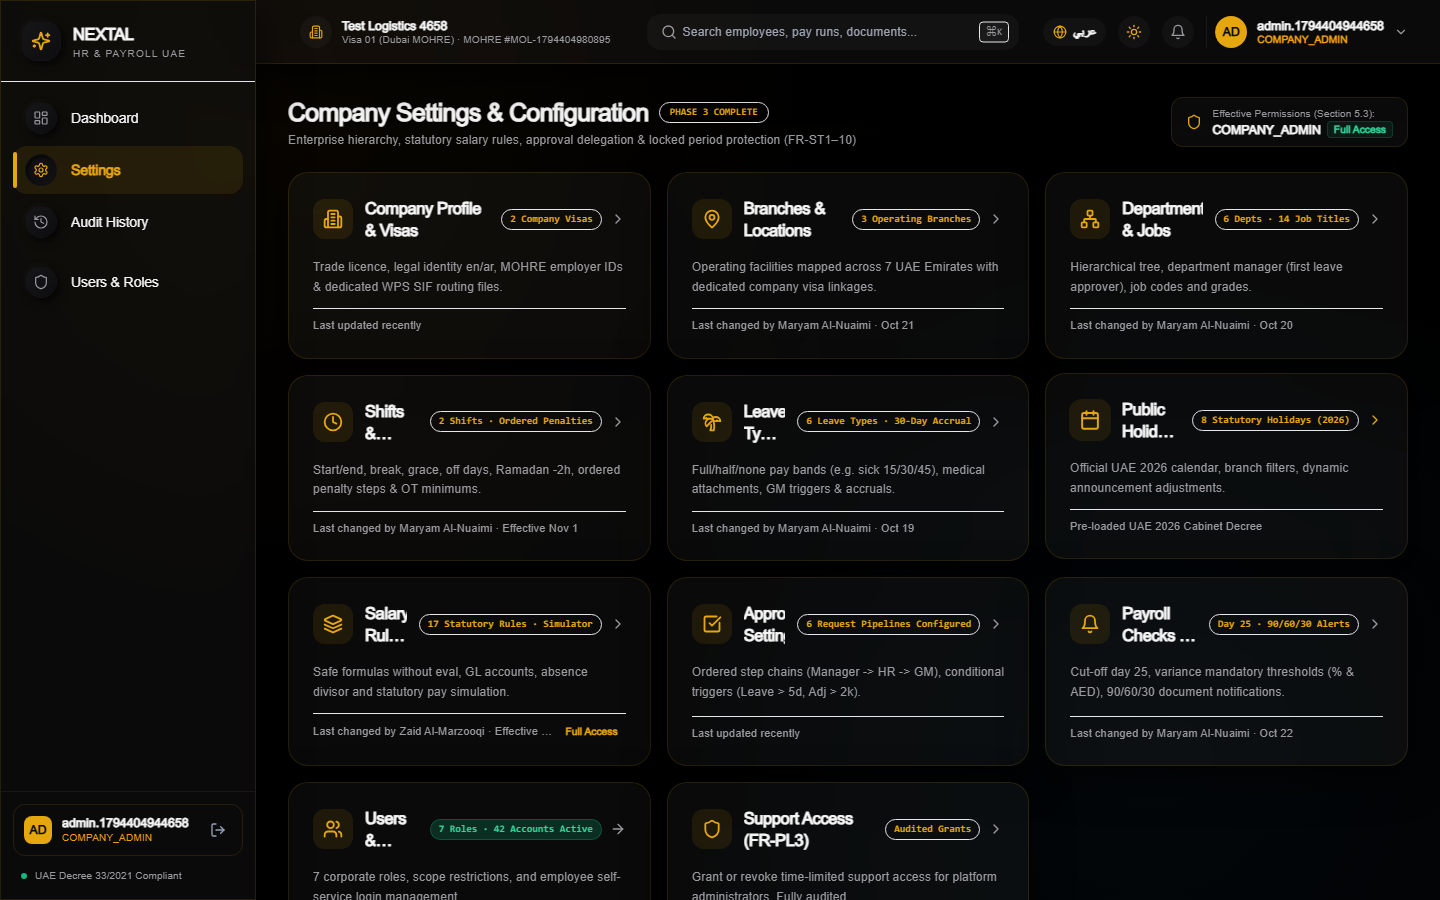 NEXTAL
HR & PAYROLL UAE
Dashboard
Settings
Audit History
Users & Roles
AD
admin.1794404944658
COMPANY_ADMIN
UAE Decree 33/2021 Compliant
Test Logistics 4658
Visa 01 (Dubai MOHRE) · MOHRE #MOL-1794404980895
Search employees, pay runs, documents...
⌘K
عربي
AD
admin.1794404944658
COMPANY_ADMIN
Company Settings & Configuration
PHASE 3 COMPLETE
Enterprise hierarchy, statutory salary rules, approval delegation & locked period protection (FR-ST1–10)
Effective Permissions (Section 5.3):
COMPANY_ADMIN
Full Access
Company Profile
& Visas
2 Company Visas
Trade licence, legal identity en/ar, MOHRE employer IDs
& dedicated WPS SIF routing files.
Last updated recently
Branches &
Locations
3 Operating Branches
Operating facilities mapped across 7 UAE Emirates with
dedicated company visa linkages.
Last changed by Maryam Al-Nuaimi · Oct 21
Department
& Jobs
6 Depts · 14 Job Titles
Hierarchical tree, department manager (first leave
approver), job codes and grades.
Last changed by Maryam Al-Nuaimi · Oct 20
Shifts
&...
2 Shifts · Ordered Penalties
Start/end, break, grace, off days, Ramadan -2h, ordered
penalty steps & OT minimums.
Last changed by Maryam Al-Nuaimi · Effective Nov 1
Leave
Ty...
6 Leave Types · 30-Day Accrual
Full/half/none pay bands (e.g. sick 15/30/45), medical
attachments, GM triggers & accruals.
Last changed by Maryam Al-Nuaimi · Oct 19
Public
Holid...
8 Statutory Holidays (2026)
Official UAE 2026 calendar, branch filters, dynamic
announcement adjustments.
Pre-loaded UAE 2026 Cabinet Decree
Salary
Rul...
17 Statutory Rules · Simulator
Safe formulas without eval, GL accounts, absence
divisor and statutory pay simulation.
Last changed by Zaid Al-Marzooqi · Effective ...
Full Access
Appro
Setting
6 Request Pipelines Configured
Ordered step chains (Manager -> HR -> GM), conditional
triggers (Leave > 5d, Adj > 2k).
Last updated recently
Payroll
Checks ...
Day 25 · 90/60/30 Alerts
Cut-off day 25, variance mandatory thresholds (% &
AED), 90/60/30 document notifications.
Last changed by Maryam Al-Nuaimi · Oct 22
Users
&...
7 Roles · 42 Accounts Active
7 corporate roles, scope restrictions, and employee self-
service login management.
Support Access
(FR-PL3)
Audited Grants
Grant or revoke time-limited support access for platform
administrators. Fully audited.